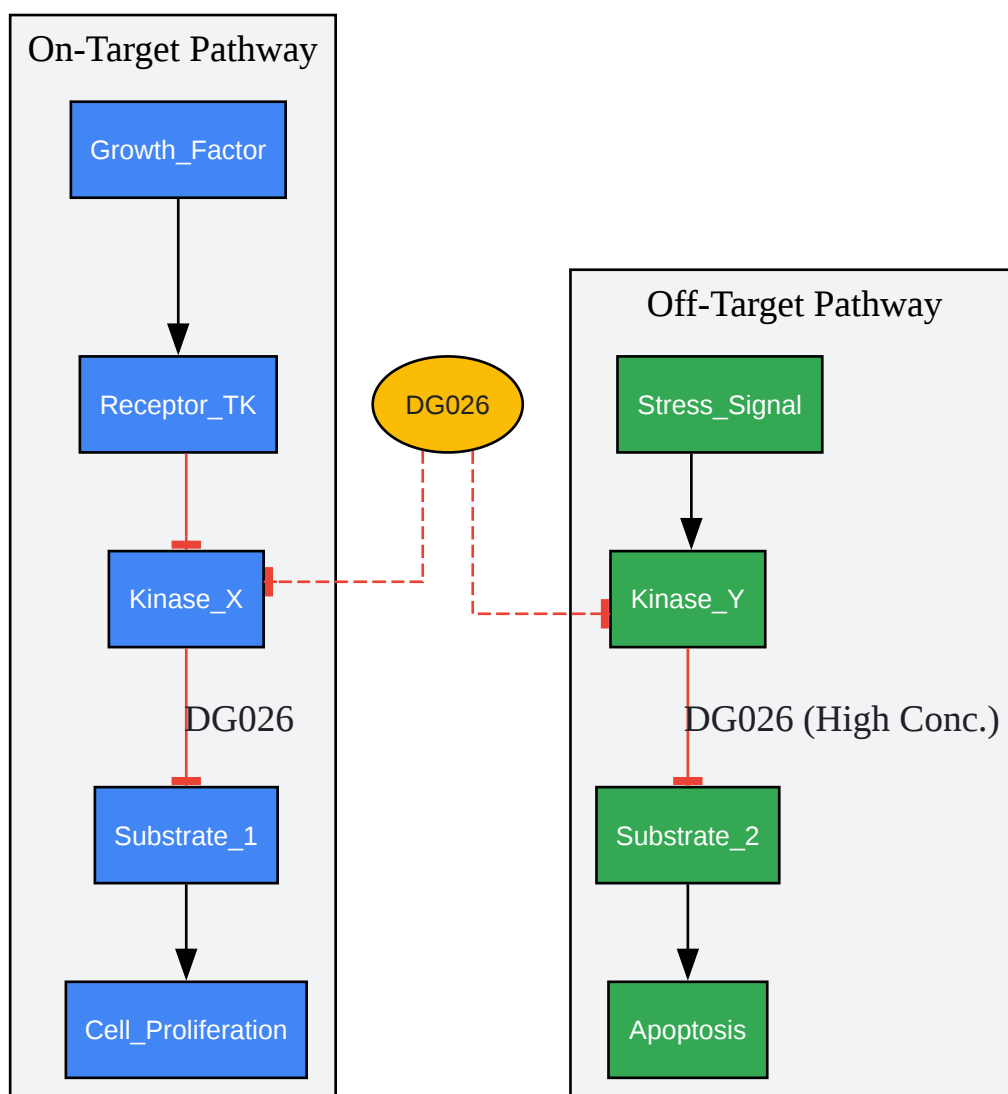 On-Target Pathway
Growth_Factor
Receptor_TK
Kinase_X
DG026
Substrate_1
Cell_Proliferation
DG026
Off-Target Pathway
Stress_Signal
Kinase_Y
DG026 (High Conc.)
Substrate_2
Apoptosis